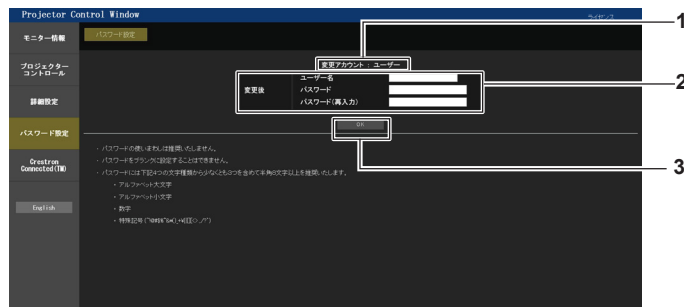 Projector Control Window
ライセンス
モニター情報
パスワード設定
プロジェクター
コントロール
詳細設定
パスワード設定
Crestron
Connected(TM)
English
変更アカウント : ユーザー
変更後
ユーザー名
パスワード
パスワード(再入力)
OK
・パスワードの使いまわしは推奨いたしません。
・パスワードをブランクに設定することはできません。
・パスワードには下記4つの文字種類から少なくとも3つを含めて半角8文字以上を推奨いたします。
・アルファベット大文字
・アルファベット小文字
・数字
・特殊記号
1
2
3